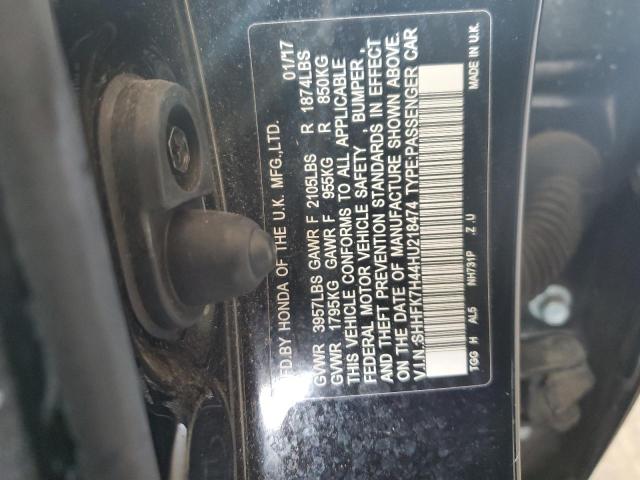 MFD.BY HONDA OF THE U.K. MFG.,LTD. 01/17
GVWR 3957LBS GAWR F 2105LBS R 1874LBS
GVWR 1795KG GAWR F 955KG R 850KG
THIS VEHICLE CONFORMS TO ALL APPLICABLE
FEDERAL MOTOR VEHICLE SAFETY, BUMPER,
AND THEFT PREVENTION STANDARDS IN EFFECT
ON THE DATE OF MANUFACTURE SHOWN ABOVE.
V.I.N.:SHHFK7H44HU218474 TYPE:PASSENGER CAR
TGG H AL5 NH731P Z.U MADE IN U.K.